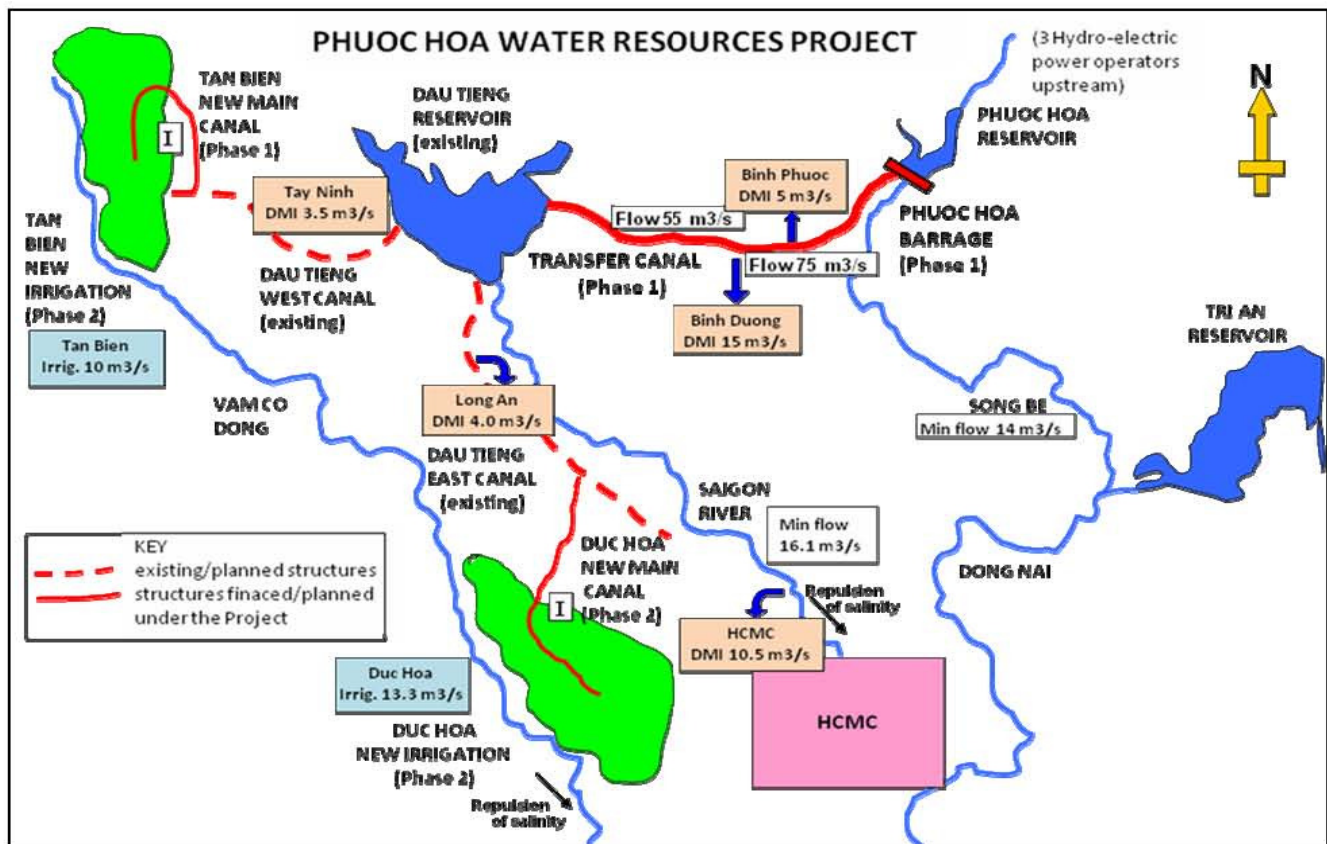 PHUOC HOA WATER RESOURCES PROJECT
(3 Hydro-electric
power operators
upstream)
N
TAN BIEN
NEW MAIN
CANAL
(Phase 1)
I
DAU TIENG
RESERVOIR
(existing)
PHUOC HOA
RESERVOIR
Tay Ninh
DMI 3.5 m3/s
Binh Phuoc
DMI 5 m3/s
Flow 55 m3/s
Flow 75 m3/s
PHUOC HOA
BARRAGE
(Phase 1)
TAN
BIEN
NEW
IRRIGATION
(Phase 2)
DAU TIENG
WEST CANAL
(existing)
TRANSFER CANAL
(Phase 1)
Binh Duong
DMI 15 m3/s
TRI AN
RESERVOIR
Tan Bien
Irrig. 10 m3/s
VAM CO
DONG
Long An
DMI 4.0 m3/s
SONG BE
Min flow 14 m3/s
DAU TIENG
EAST CANAL
(existing)
SAIGON
RIVER
Min flow
16.1 m3/s
KEY
existing/planned structures
structures finaced/planned
under the Project
DUC HOA
NEW MAIN
CANAL
(Phase 2)
I
DONG NAI
Repulsion
of salinity
HCMC
DMI 10.5 m3/s
Duc Hoa
Irrig. 13.3 m3/s
DUC HOA
NEW IRRIGATION
(Phase 2)
HCMC
Repulsion
of salinity